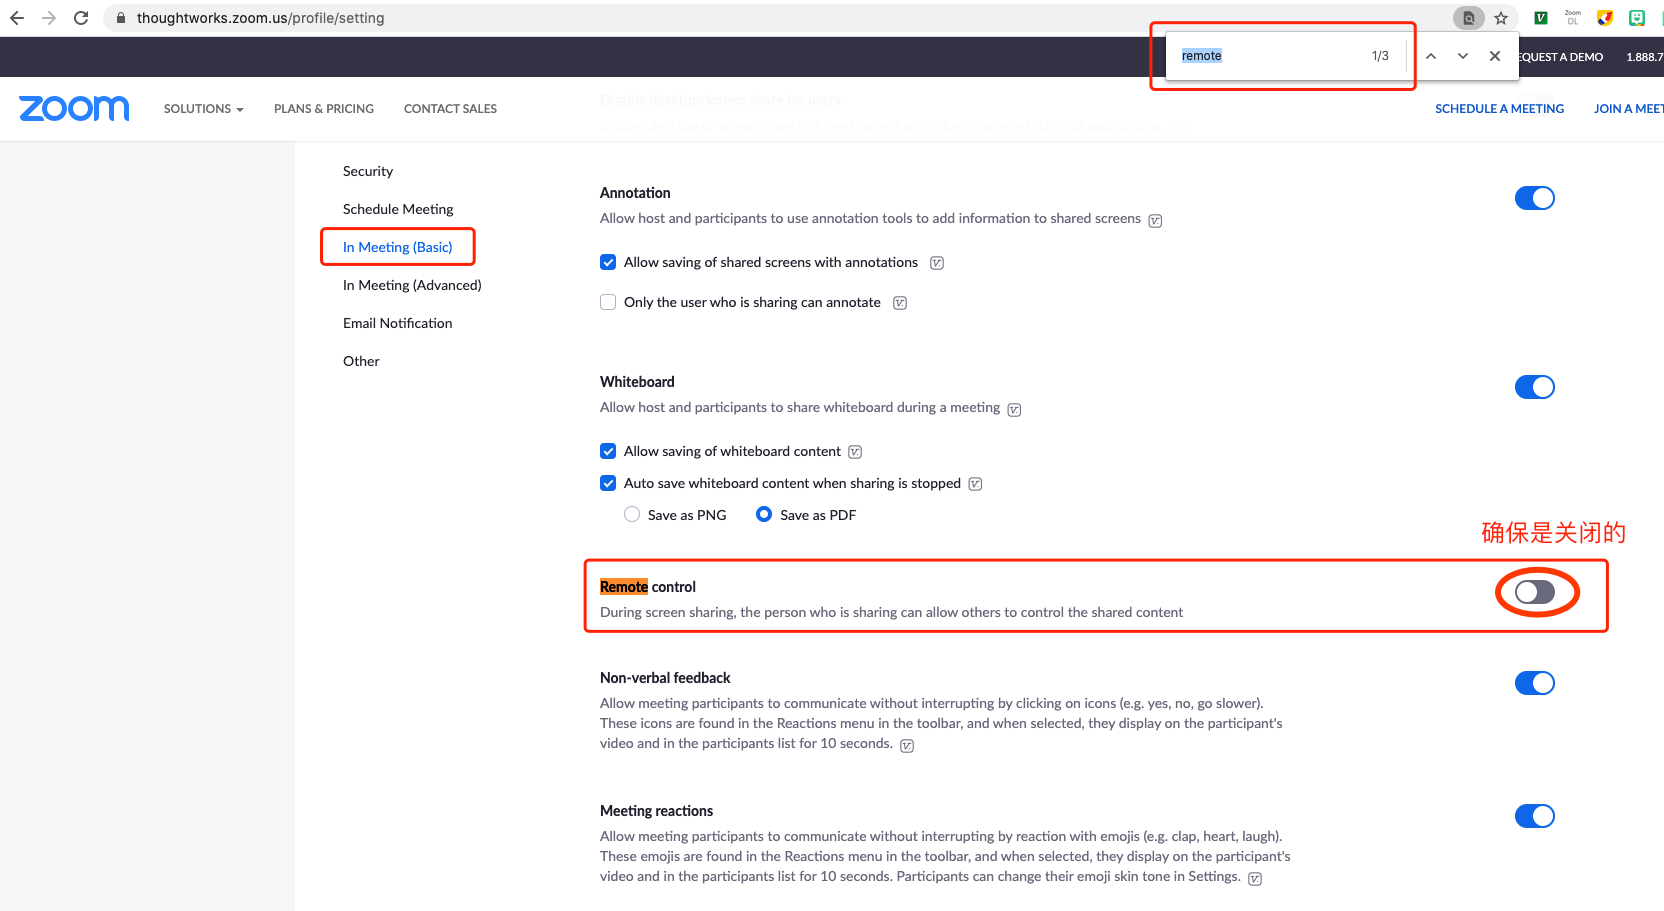 thoughtworks.zoom.us/profile/setting
Zoom
DL
remote 1/3
EQUEST A DEMO 1.888.7
zoom SOLUTIONS PLANS & PRICING CONTACT SALES SCHEDULE A MEETING JOIN A MEET
Disable desktop/screen share for users
Disable desktop or screen share in a meeting and only allow sharing of selected applications.
Security
Schedule Meeting
In Meeting (Basic)
In Meeting (Advanced)
Email Notification
Other
Annotation
Allow host and participants to use annotation tools to add information to shared screens
Allow saving of shared screens with annotations
Only the user who is sharing can annotate
Whiteboard
Allow host and participants to share whiteboard during a meeting
Allow saving of whiteboard content
Auto save whiteboard content when sharing is stopped
Save as PNG Save as PDF
确保是关闭的
Remote control
During screen sharing, the person who is sharing can allow others to control the shared content
Non-verbal feedback
Allow meeting participants to communicate without interrupting by clicking on icons (e.g. yes, no, go slower).
These icons are found in the Reactions menu in the toolbar, and when selected, they display on the participant's
video and in the participants list for 10 seconds.
Meeting reactions
Allow meeting participants to communicate without interrupting by reaction with emojis (e.g. clap, heart, laugh).
These emojis are found in the Reactions menu in the toolbar, and when selected, they display on the participant's
video and in the participants list for 10 seconds. Participants can change their emoji skin tone in Settings.